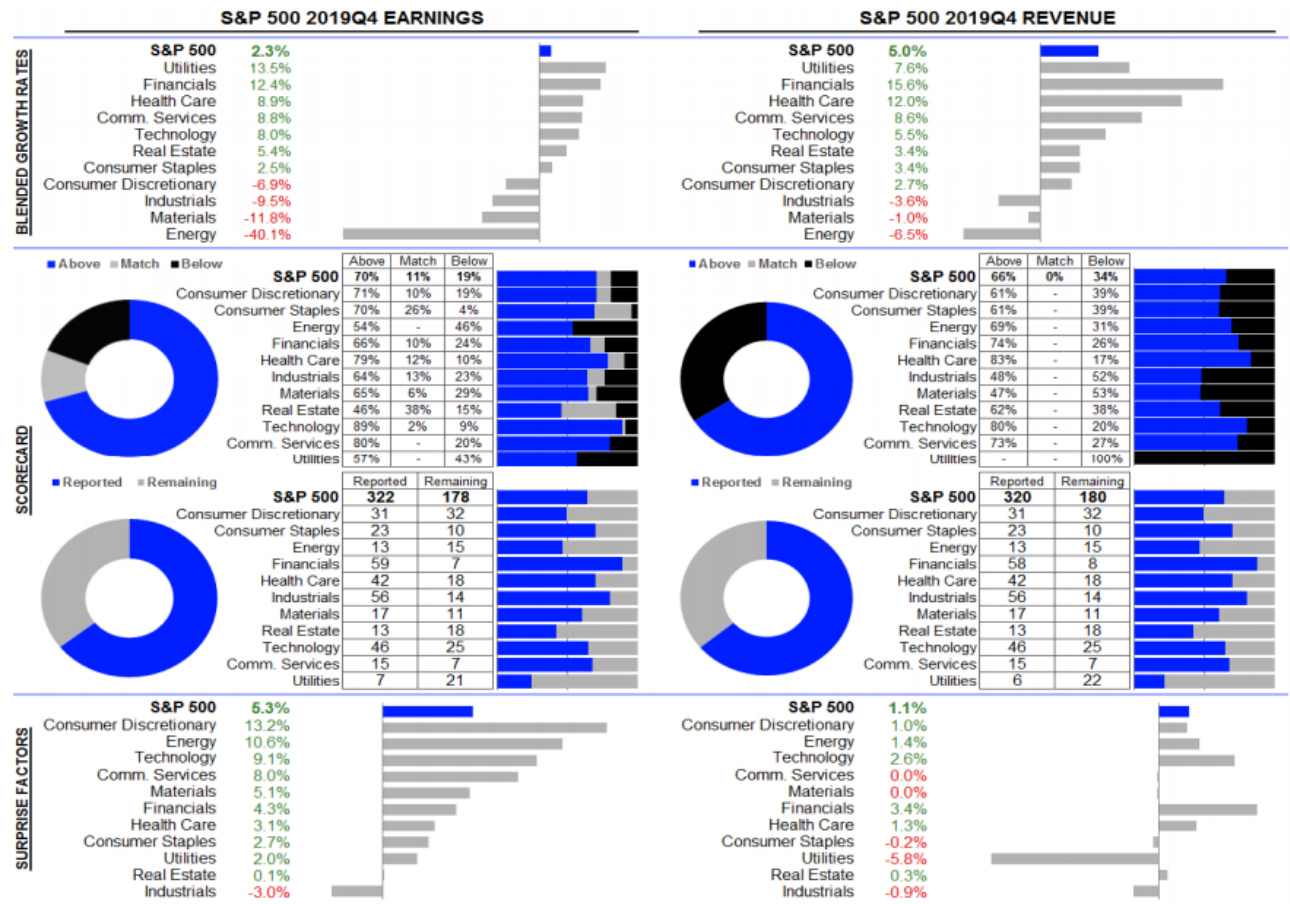 S&P 500 2019Q4 EARNINGS
S&P 500 2019Q4 REVENUE
BLENDED GROWTH RATES
S&P 500 2.3%
Utilities 13.5%
Financials 12.4%
Health Care 8.9%
Comm. Services 8.8%
Technology 8.0%
Real Estate 5.4%
Consumer Staples 2.5%
Consumer Discretionary -6.9%
Industrials -9.5%
Materials -11.8%
Energy -40.1%
S&P 500 5.0%
Utilities 7.6%
Financials 15.6%
Health Care 12.0%
Comm. Services 8.6%
Technology 5.5%
Real Estate 3.4%
Consumer Staples 3.4%
Consumer Discretionary 2.7%
Industrials -3.6%
Materials -1.0%
Energy -6.5%
SCORECARD
Above Match Below
Above Match Below
S&P 500 70% 11% 19%
Consumer Discretionary 71% 10% 19%
Consumer Staples 70% 26% 4%
Energy 54% - 46%
Financials 66% 10% 24%
Health Care 79% 12% 10%
Industrials 64% 13% 23%
Materials 65% 6% 29%
Real Estate 46% 38% 15%
Technology 89% 2% 9%
Comm. Services 80% - 20%
Utilities 57% - 43%
Above Match Below
Above Match Below
S&P 500 66% 0% 34%
Consumer Discretionary 61% - 39%
Consumer Staples 61% - 39%
Energy 69% - 31%
Financials 74% - 26%
Health Care 83% - 17%
Industrials 48% - 52%
Materials 47% - 53%
Real Estate 62% - 38%
Technology 80% - 20%
Comm. Services 73% - 27%
Utilities - - 100%
Reported Remaining
Reported Remaining
S&P 500 322 178
Consumer Discretionary 31 32
Consumer Staples 23 10
Energy 13 15
Financials 59 7
Health Care 42 18
Industrials 56 14
Materials 17 11
Real Estate 13 18
Technology 46 25
Comm. Services 15 7
Utilities 7 21
Reported Remaining
Reported Remaining
S&P 500 320 180
Consumer Discretionary 31 32
Consumer Staples 23 10
Energy 13 15
Financials 58 8
Health Care 42 18
Industrials 56 14
Materials 17 11
Real Estate 13 18
Technology 46 25
Comm. Services 15 7
Utilities 6 22
SURPRISE FACTORS
S&P 500 5.3%
Consumer Discretionary 13.2%
Energy 10.6%
Technology 9.1%
Comm. Services 8.0%
Materials 5.1%
Financials 4.3%
Health Care 3.1%
Consumer Staples 2.7%
Utilities 2.0%
Real Estate 0.1%
Industrials -3.0%
S&P 500 1.1%
Consumer Discretionary 1.0%
Energy 1.4%
Technology 2.6%
Comm. Services 0.0%
Materials 0.0%
Financials 3.4%
Health Care 1.3%
Consumer Staples -0.2%
Utilities -5.8%
Real Estate 0.3%
Industrials -0.9%